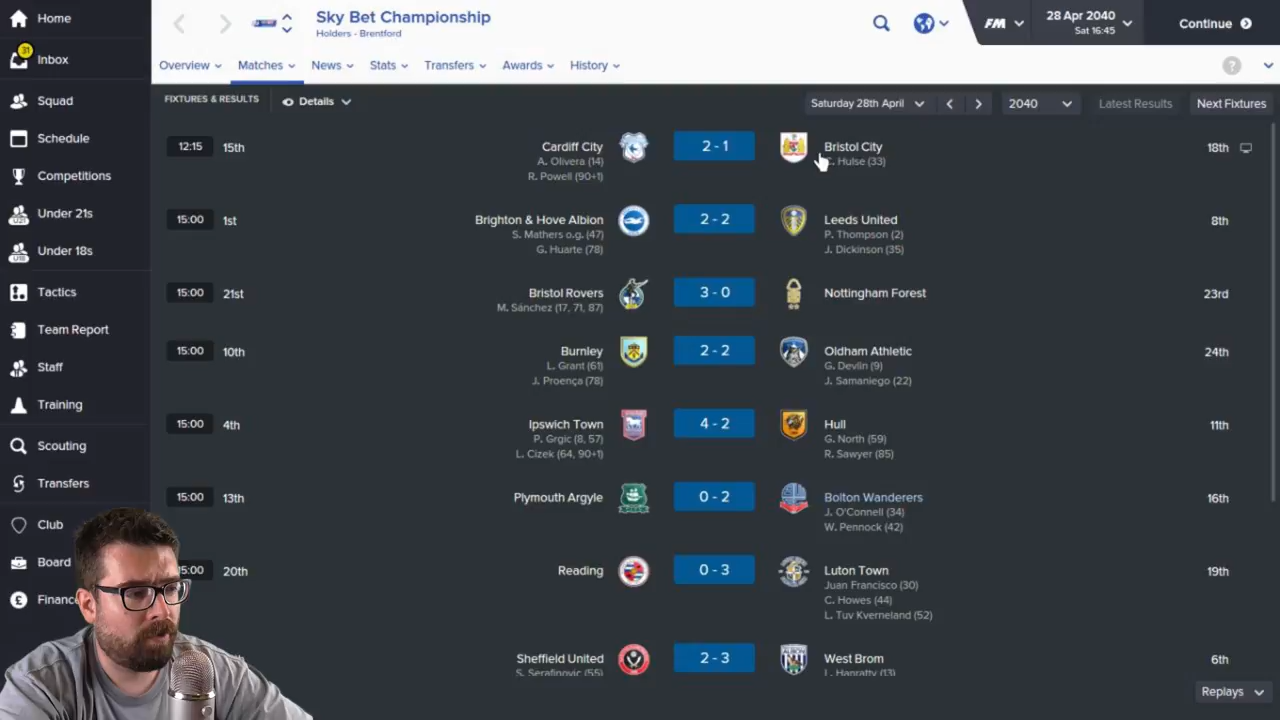 Home
31
Inbox
Squad
Schedule
Competitions
Under 21s
Under 18s
Tactics
Team Report
Staff
Training
Scouting
Transfers
Club
Board
Sky Bet Championship
Holders - Brentford
FM
28 Apr 2040
Sat 16:45
Continue
Overview
Matches
News
Stats
Transfers
Awards
History
?
FIXTURES & RESULTS
Details
Saturday 28th April
2040
Latest Results
Next Fixtures
12:15 15th Cardiff City 2 - 1 Bristol City 18th
A. Olivera (14) Hulse (33)
R. Powell (90+1)
15:00 1st Brighton & Hove Albion 2 - 2 Leeds United 8th
S. Mathers o.g. (47) P. Thompson (2)
G. Huarte (78) J. Dickinson (35)
15:00 21st Bristol Rovers 3 - 0 Nottingham Forest 23rd
M. Sánchez (17, 71, 87)
15:00 10th Burnley 2 - 2 Oldham Athletic 24th
L. Grant (61) G. Devlin (9)
J. Proença (78) J. Samaniego (22)
15:00 4th Ipswich Town 4 - 2 Hull 11th
P. Grgic (8, 57) G. North (59)
L. Cizek (64, 90+1) R. Sawyer (85)
15:00 13th Plymouth Argyle 0 - 2 Bolton Wanderers 16th
J. O'Connell (34)
W. Pennock (42)
20th Reading 0 - 3 Luton Town 19th
Juan Francisco (30)
C. Howes (44)
L. Tuv Kverneland (52)
Sheffield United 2 - 3 West Brom 6th
S. Serafinovic (55) L. Hanratty (13)
Replays